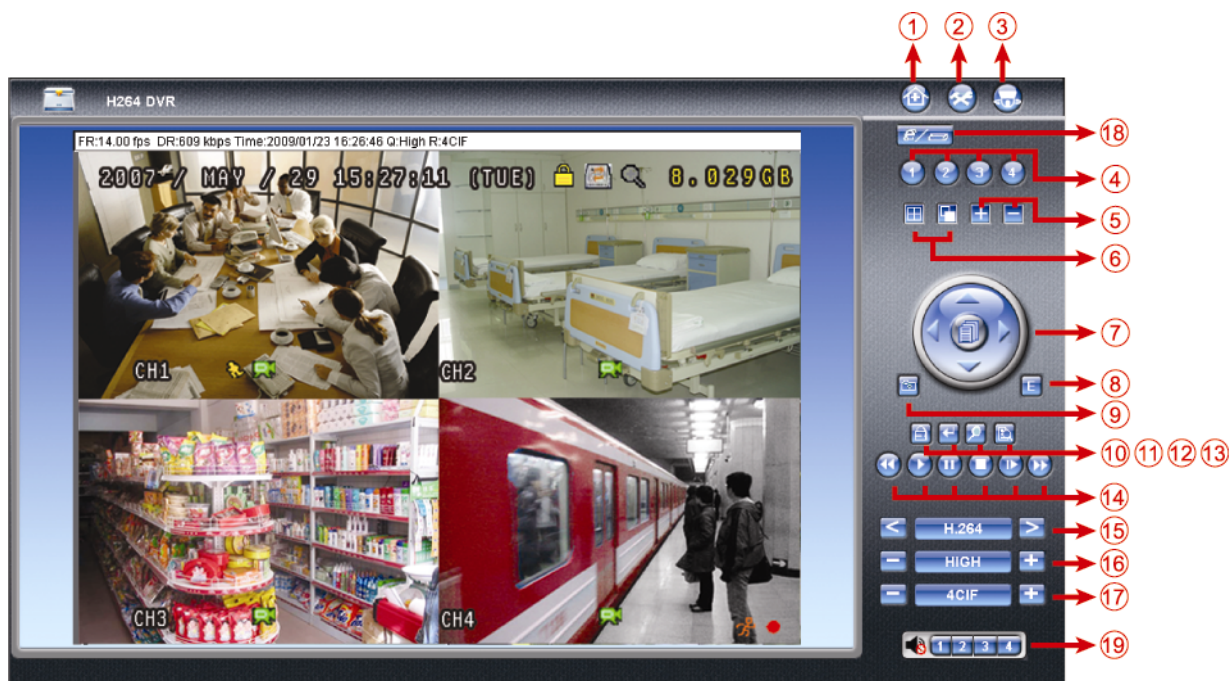 ① ② ③
H264 DVR
FR:14.00 fps DR:609 kbps Time:2009/01/23 16:26:46 Q:High R:4CIF
⑱
2007 / MAY / 29 15:27:11 (TUE) 8.029GB
1 2 3 4
④
⑤
⑥
⑦
CH1
CH2
E
⑧
⑨
⑩ ⑪ ⑫ ⑬
⑭
H.264
⑮
HIGH
⑯
4CIF
⑰
CH3
CH4
1 2 3 4
⑲